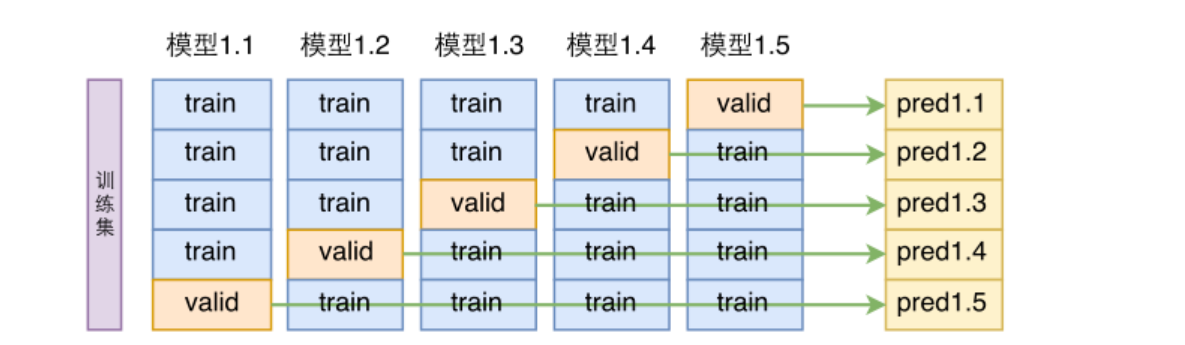 模型1.1 模型1.2 模型1.3 模型1.4 模型1.5
train train train train valid pred1.1
train train train valid train pred1.2
训练集
train train valid train train pred1.3
train valid train train train pred1.4
valid train train train train pred1.5